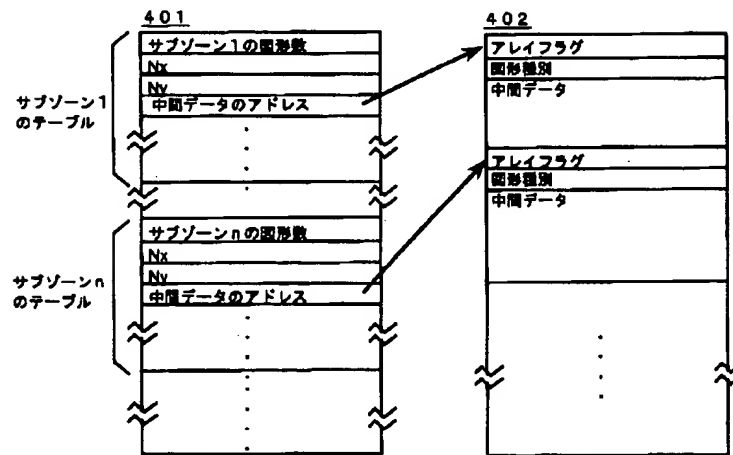 401
サブゾーン1の図形数
Nx
Ny
中間データのアドレス
サブゾーン1
のテーブル
サブゾーンnの図形数
Nx
Ny
中間データのアドレス
サブゾーンn
のテーブル
402
アレイフラグ
図形種別
中間データ
アレイフラグ
図形種別
中間データ